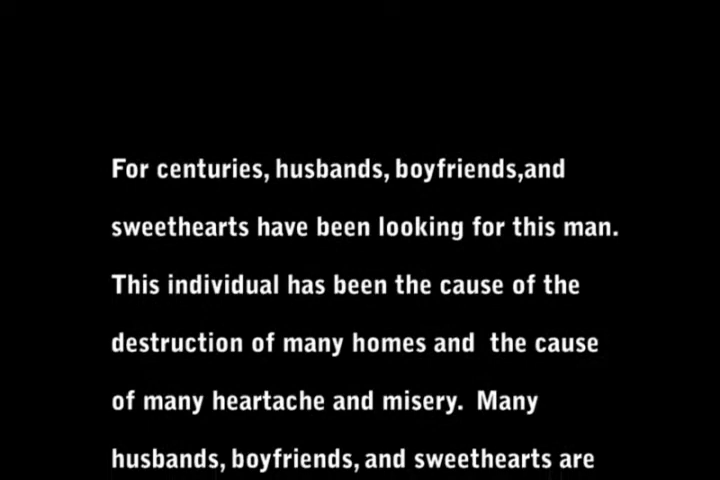 For centuries, husbands, boyfriends,and
sweethearts have been looking for this man.
This individual has been the cause of the
destruction of many homes and  the cause
of many heartache and misery.  Many
husbands, boyfriends, and sweethearts are